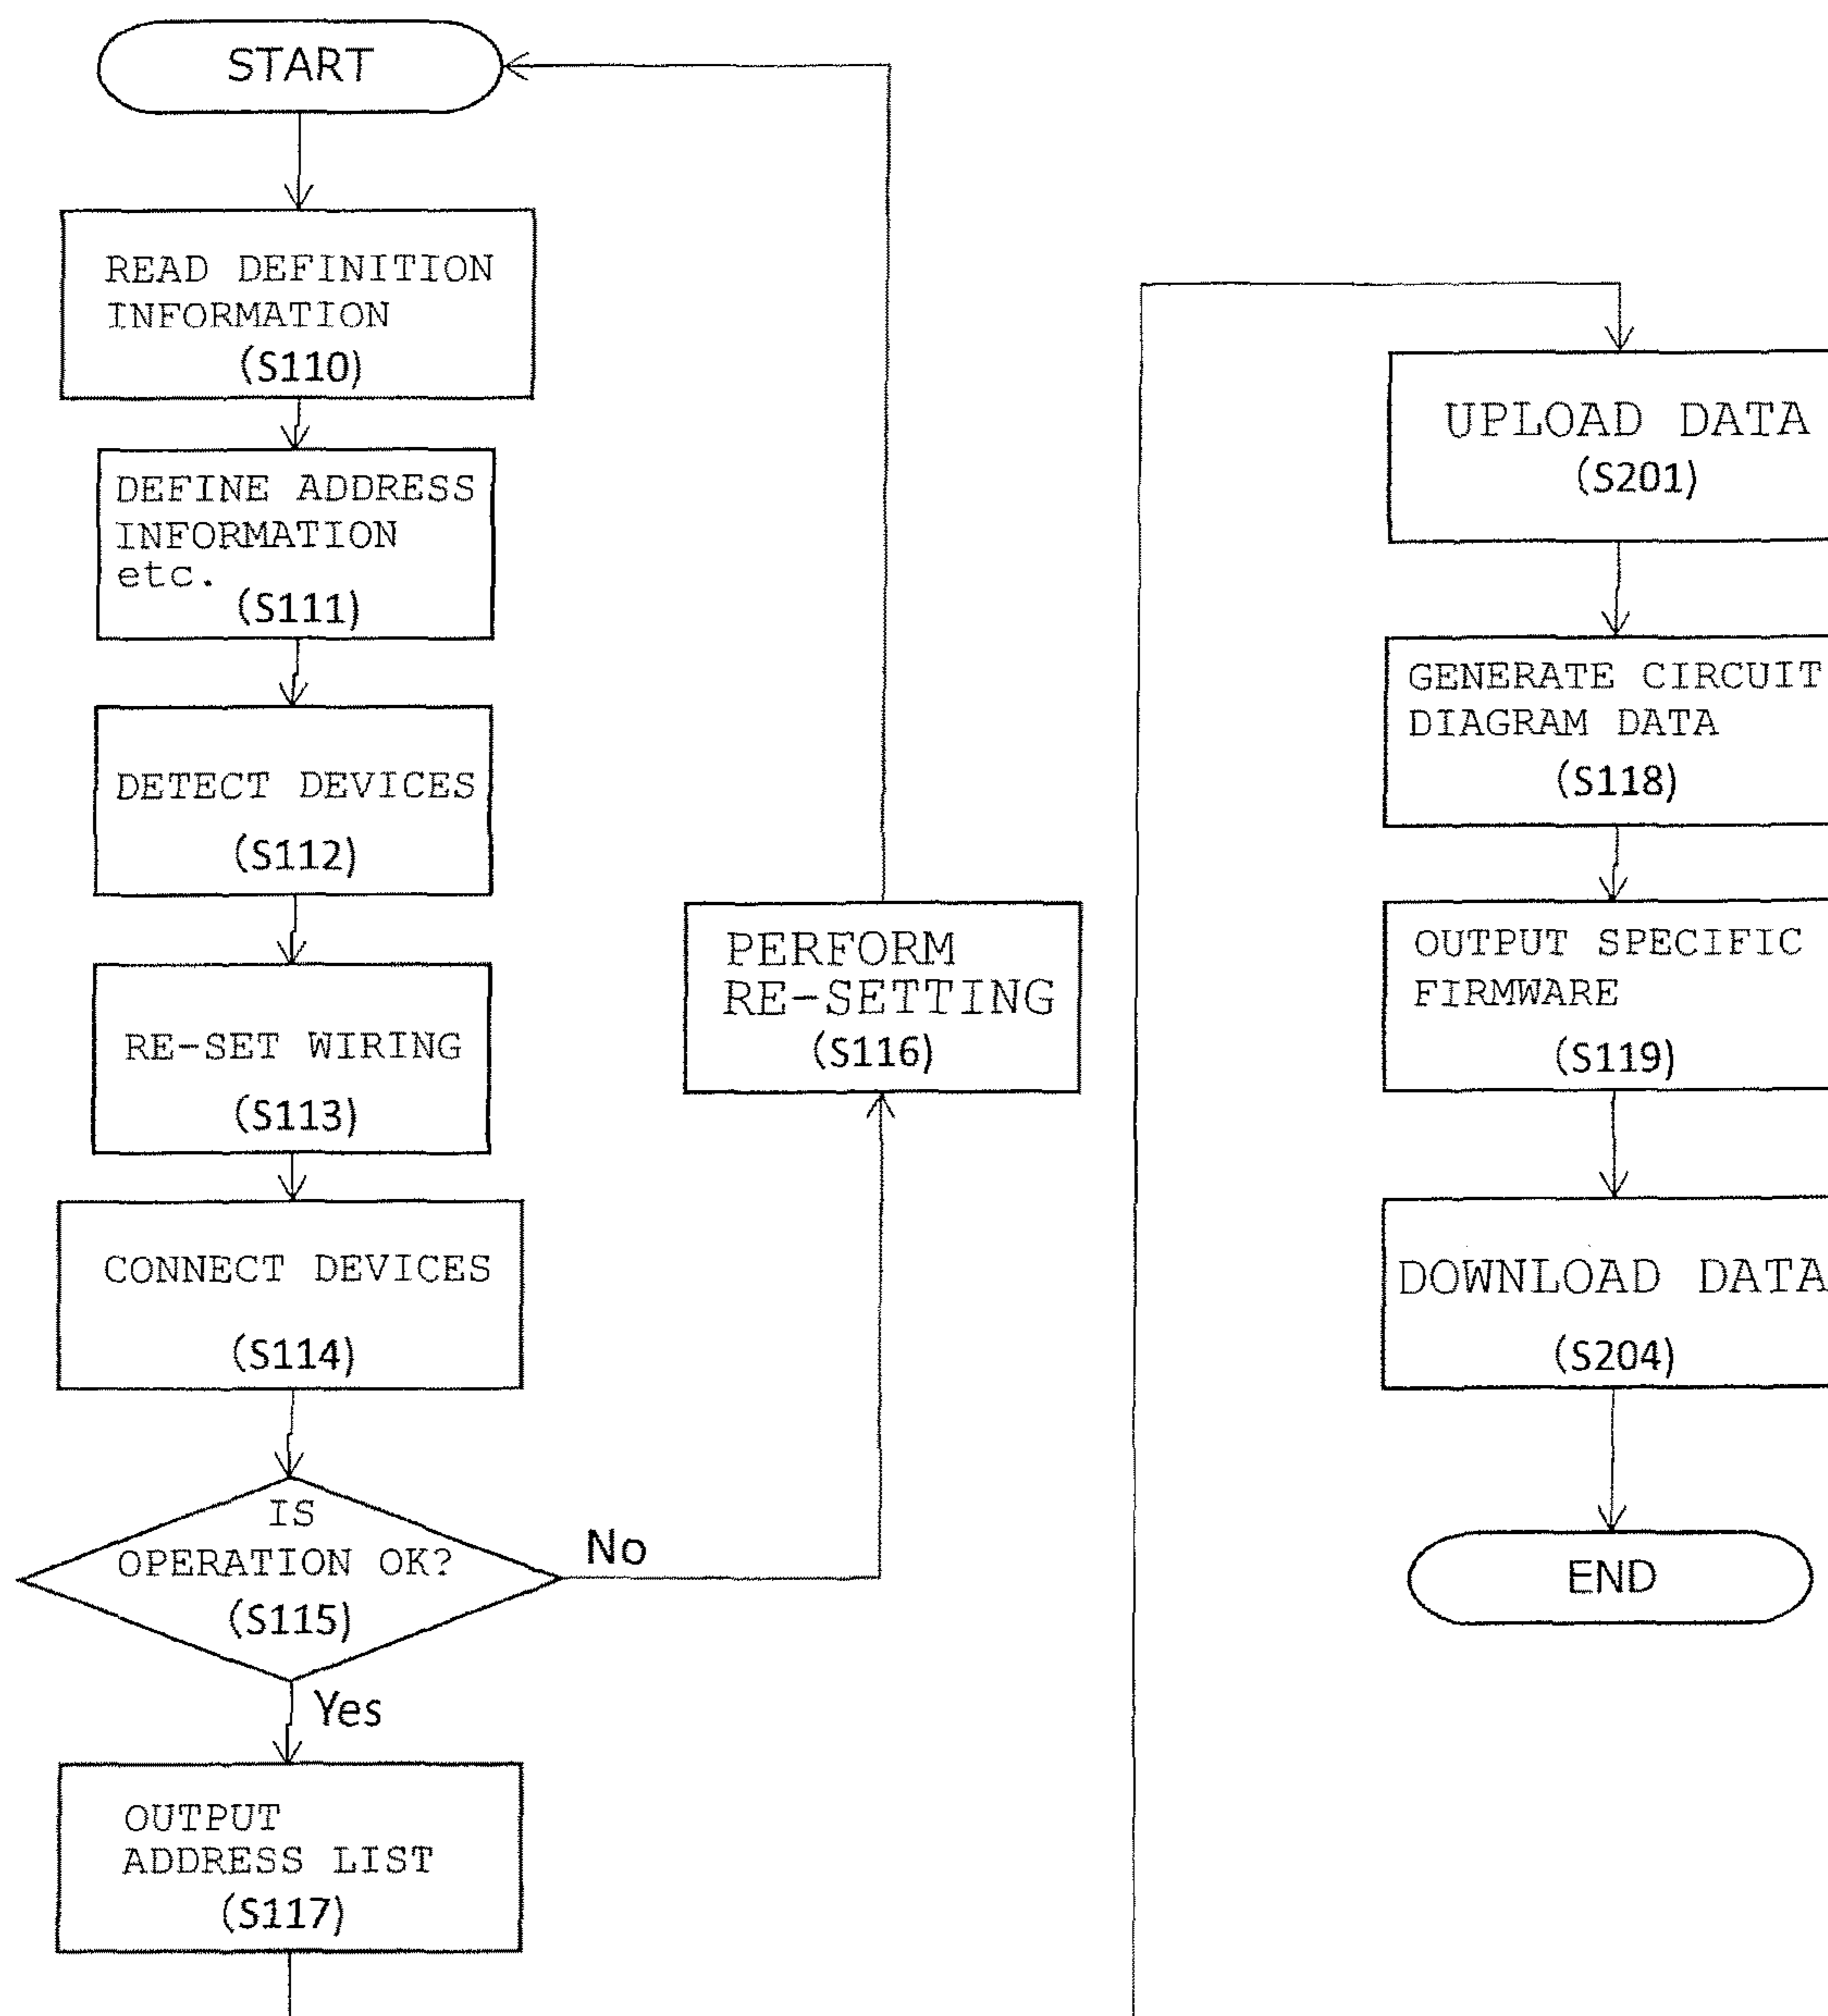 START
READ DEFINITION
INFORMATION
(S110)
DEFINE ADDRESS
INFORMATION
etc.
(S111)
DETECT DEVICES
(S112)
RE-SET WIRING
(S113)
CONNECT DEVICES
(S114)
IS
OPERATION OK?
(S115)
No
Yes
OUTPUT
ADDRESS LIST
(S117)
PERFORM
RE-SETTING
(S116)
UPLOAD DATA
(S201)
GENERATE CIRCUIT
DIAGRAM DATA
(S118)
OUTPUT SPECIFIC
FIRMWARE
(S119)
DOWNLOAD DATA
(S204)
END